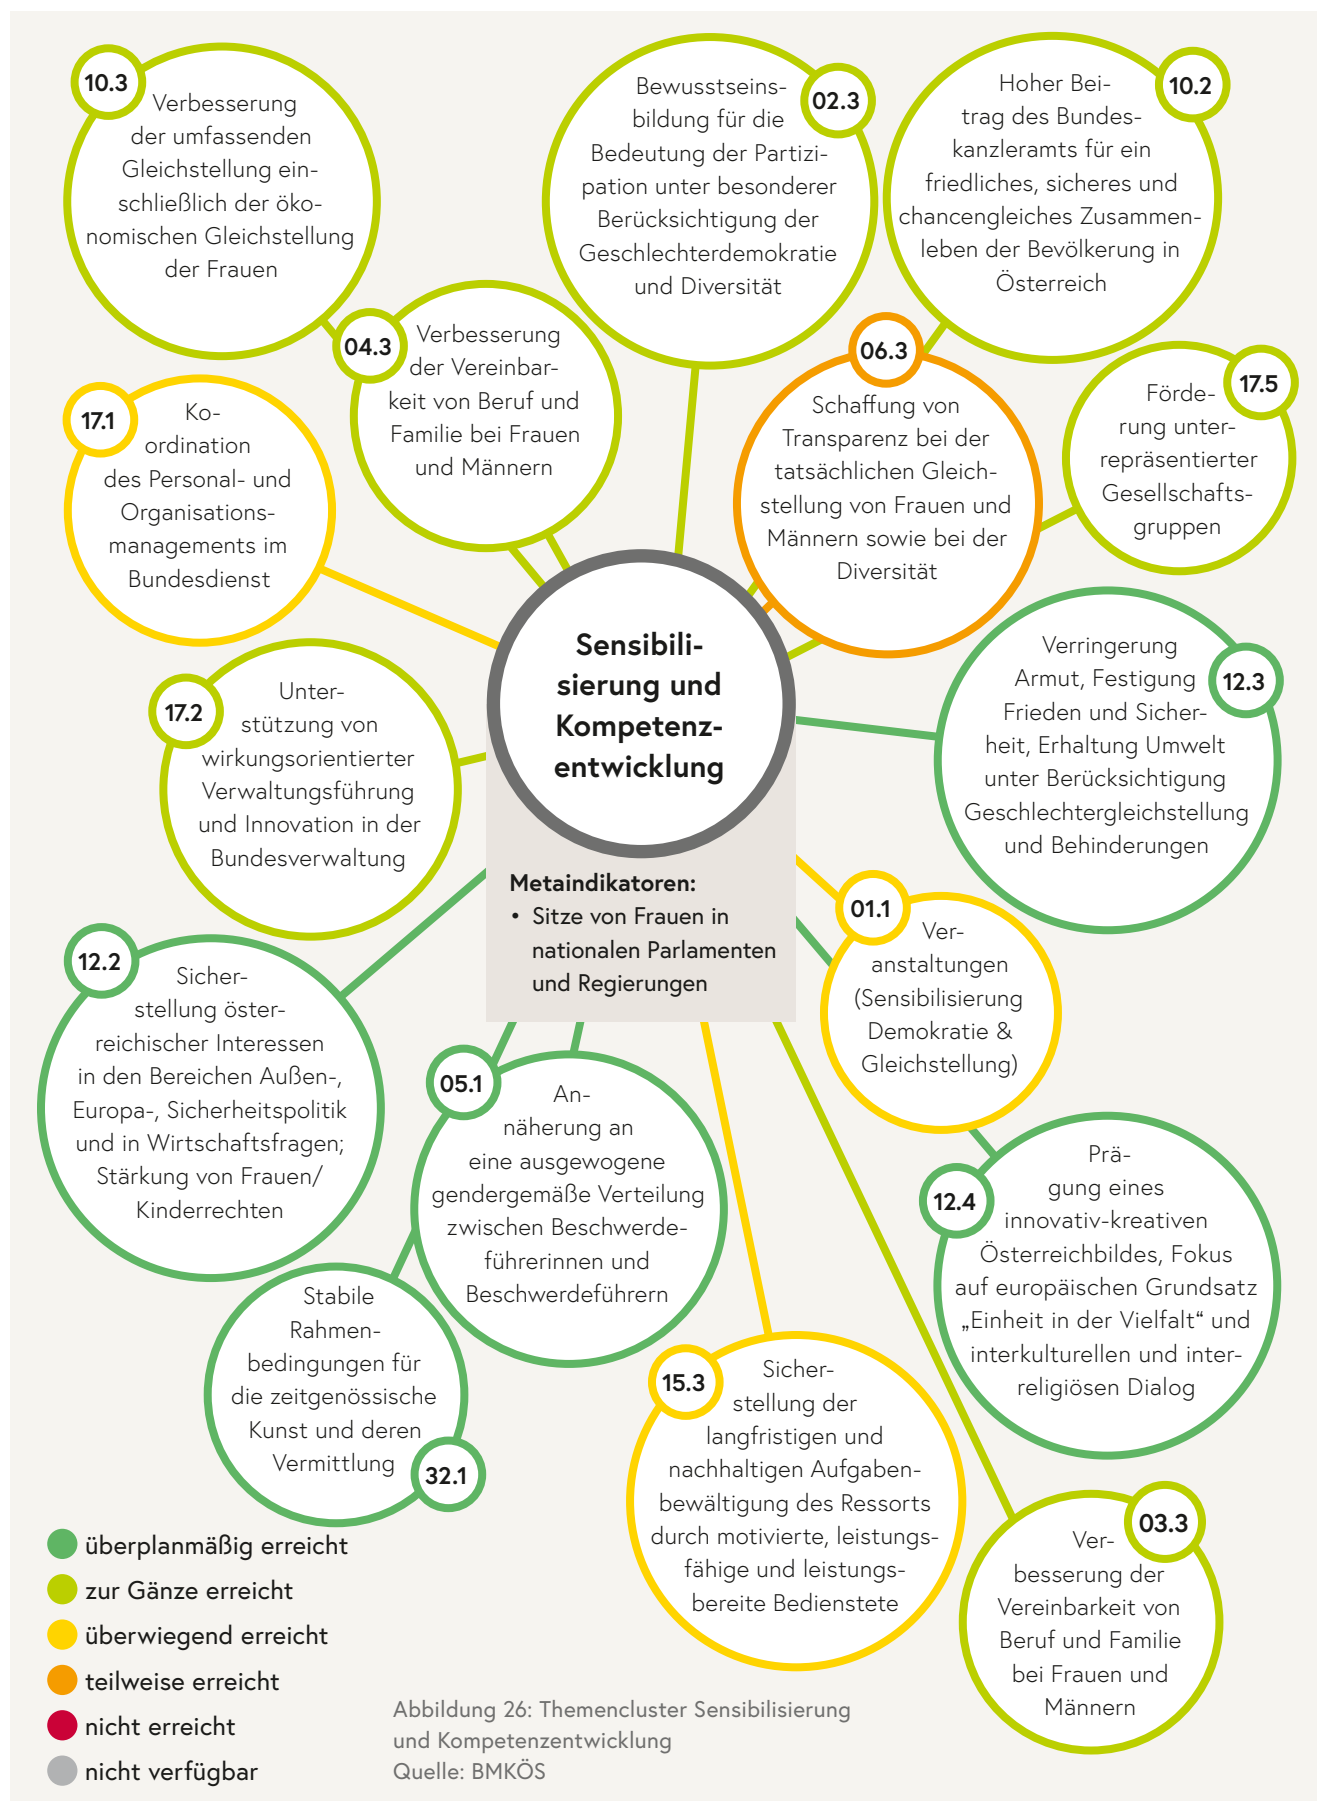 10.3
Verbesserung
der umfassenden
Gleichstellung ein-
schließlich der öko-
nomischen Gleichstellung
der Frauen
02.3
Bewusstseins-
bildung für die
Bedeutung der Partizi-
pation unter besonderer
Berücksichtigung der
Geschlechterdemokratie
und Diversität
10.2
Hoher Bei-
trag des Bundes-
kanzleramts für ein
friedliches, sicheres und
chancengleiches Zusammen-
leben der Bevölkerung in
Österreich
04.3
Verbesserung
der Vereinbar-
keit von Beruf und
Familie bei Frauen
und Männern
06.3
Schaffung von
Transparenz bei der
tatsächlichen Gleich-
stellung von Frauen und
Männern sowie bei der
Diversität
17.5
Förde-
rung unter-
repräsentierter
Gesellschafts-
gruppen
17.1
Ko-
ordination
des Personal- und
Organisations-
managements im
Bundesdienst
Sensibili-
sierung und
Kompetenz-
entwicklung
Metaindikatoren:
• Sitze von Frauen in
nationalen Parlamenten
und Regierungen
12.3
Verringerung
Armut, Festigung
Frieden und Sicher-
heit, Erhaltung Umwelt
unter Berücksichtigung
Geschlechtergleichstellung
und Behinderungen
17.2
Unter-
stützung von
wirkungsorientierter
Verwaltungsführung
und Innovation in der
Bundesverwaltung
01.1
Ver-
anstaltungen
(Sensibilisierung
Demokratie &
Gleichstellung)
12.2
Sicher-
stellung öster-
reichischer Interessen
in den Bereichen Außen-,
Europa-, Sicherheitspolitik
und in Wirtschaftsfragen;
Stärkung von Frauen/
Kinderrechten
05.1
An-
näherung an
eine ausgewogene
gendergemäße Verteilung
zwischen Beschwerde-
führerinnen und
Beschwerdeführern
12.4
Prä-
gung eines
innovativ-kreativen
Österreichbildes, Fokus
auf europäischen Grundsatz
„Einheit in der Vielfalt“ und
interkulturellen und inter-
religiösen Dialog
Stabile
Rahmen-
bedingungen für
die zeitgenössische
Kunst und deren
Vermittlung
32.1
15.3
Sicher-
stellung der
langfristigen und
nachhaltigen Aufgaben-
bewältigung des Ressorts
durch motivierte, leistungs-
fähige und leistungs-
bereite Bedienstete
03.3
Ver-
besserung der
Vereinbarkeit von
Beruf und Familie
bei Frauen und
Männern
überplanmäßig erreicht
zur Gänze erreicht
überwiegend erreicht
teilweise erreicht
nicht erreicht
nicht verfügbar
Abbildung 26: Themencluster Sensibilisierung
und Kompetenzentwicklung
Quelle: BMKÖS